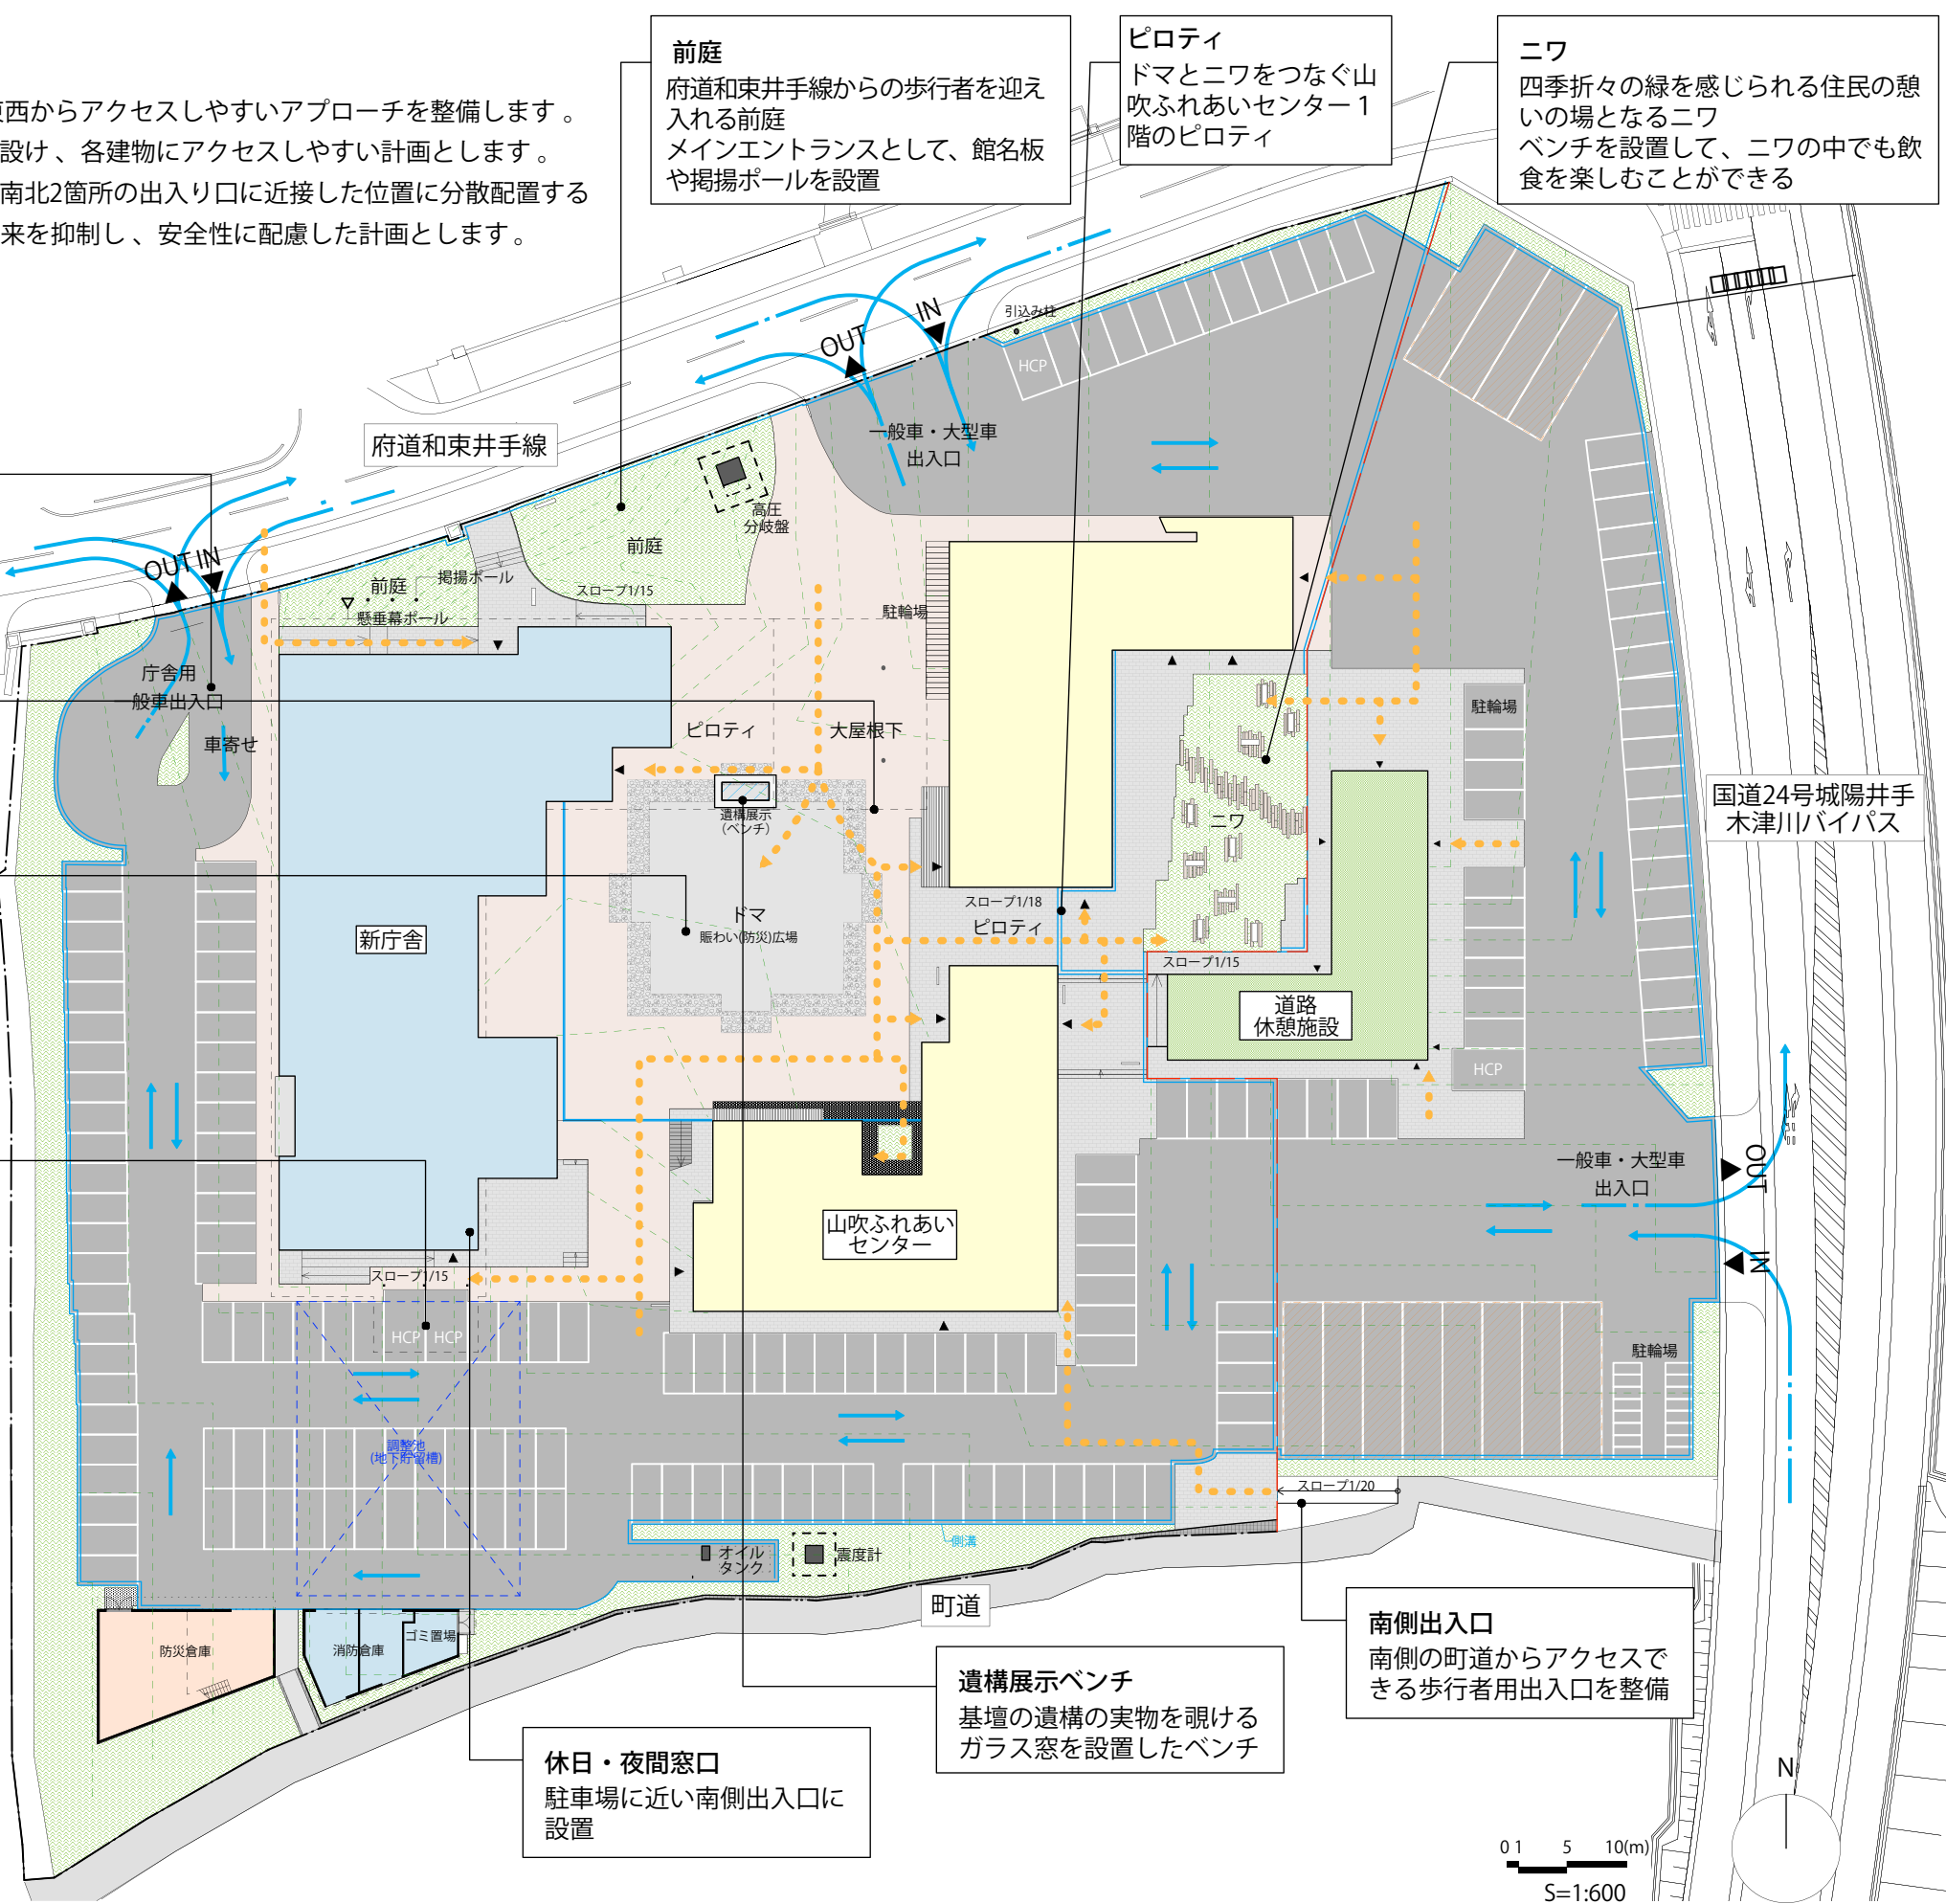 西からアクセスしやすいアプローチを整備します。
設け、各建物にアクセスしやすい計画とします。
南北2箇所の出入り口に近接した位置に分散配置する
来を抑制し、安全性に配慮した計画とします。
前庭
府道和束井手線からの歩行者を迎え
入れる前庭
メインエントランスとして、館名板
や掲揚ポールを設置
ピロティ
ドマとニワをつなぐ山
吹ふれあいセンター1
階のピロティ
ニワ
四季折々の緑を感じられる住民の憩
いの場となるニワ
ベンチを設置して、ニワの中でも飲
食を楽しむことができる
引込み柱
IN
OUT
HCP
一般車・大型車
出入口
府道和束井手線
高圧
分岐盤
前庭
OUT
IN
前庭
掲揚ポール
懸垂幕ポール
スロープ1/15
駐輪場
庁舎用
一般車出入口
車寄せ
ピロティ
大屋根下
駐輪場
遺構展示
(ベンチ)
ニワ
国道24号城陽井手
木津川バイパス
新庁舎
ドマ
賑わい(防災)広場
スロープ1/18
ピロティ
スロープ1/15
道路
休憩施設
HCP
一般車・大型車
出入口
OUT
IN
山吹ふれあい
センター
スロープ1/15
HCP
HCP
駐輪場
調整池
(地下貯留槽)
スロープ1/20
側溝
オイル
タンク
震度計
町道
防災倉庫
消防倉庫
ゴミ置場
南側出入口
南側の町道からアクセスで
きる歩行者用出入口を整備
遺構展示ベンチ
基壇の遺構の実物を覗ける
ガラス窓を設置したベンチ
休日・夜間窓口
駐車場に近い南側出入口に
設置
N
0 1 5 10(m)
S=1:600